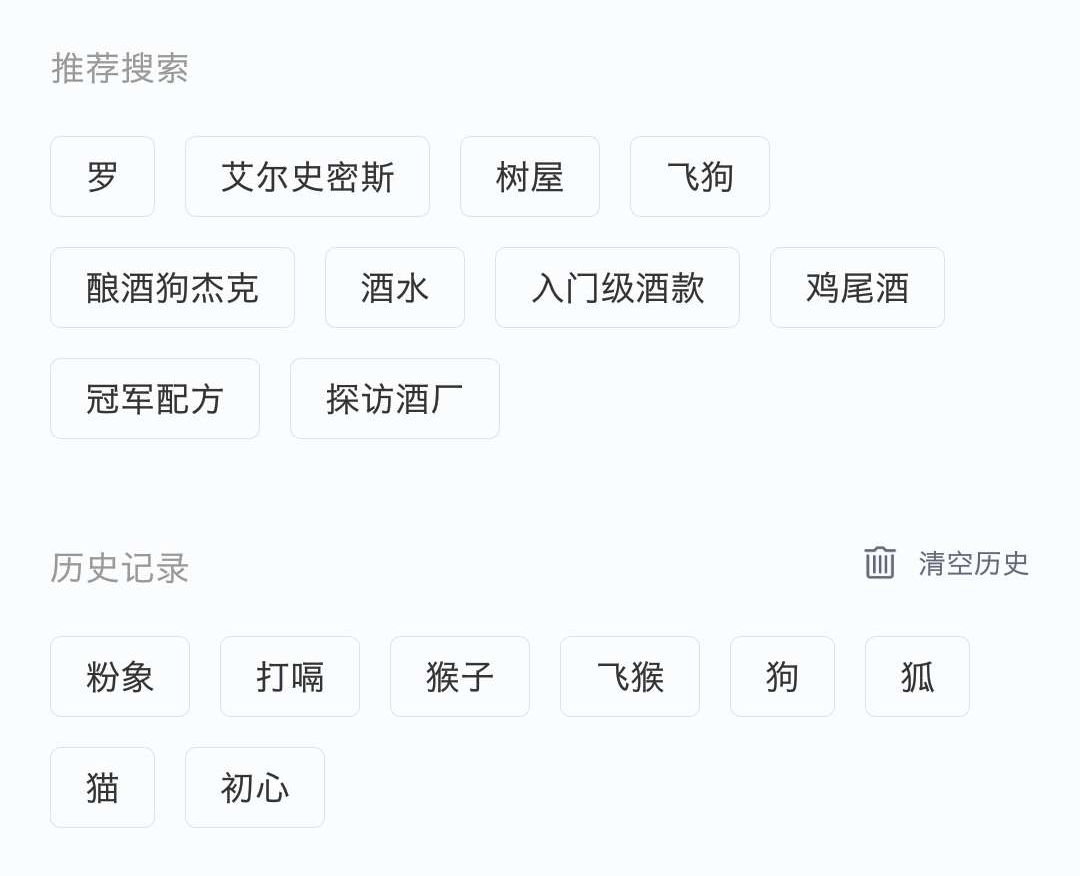 推荐搜索
罗 艾尔史密斯 树屋 飞狗
酿酒狗杰克 酒水 入门级酒款 鸡尾酒
冠军配方 探访酒厂
历史记录 清空历史
粉象 打嗝 猴子 飞猴 狗 狐
猫 初心